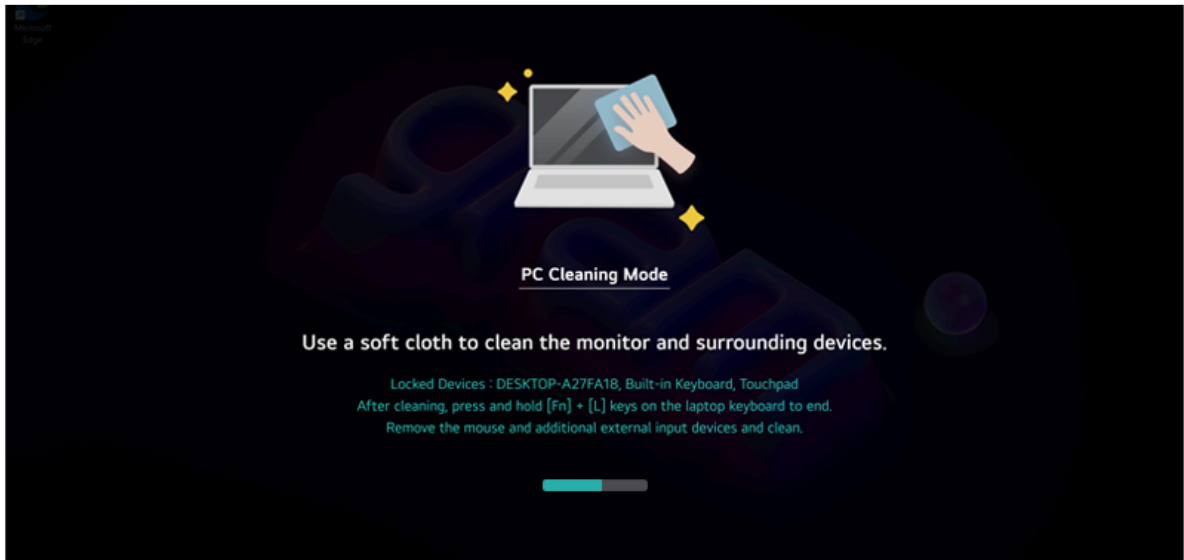 Microsoft
Edge
PC Cleaning Mode
Use a soft cloth to clean the monitor and surrounding devices.
Locked Devices : DESKTOP-A27FA18, Built-in Keyboard, Touchpad
After cleaning, press and hold [Fn] + [L] keys on the laptop keyboard to end.
Remove the mouse and additional external input devices and clean.